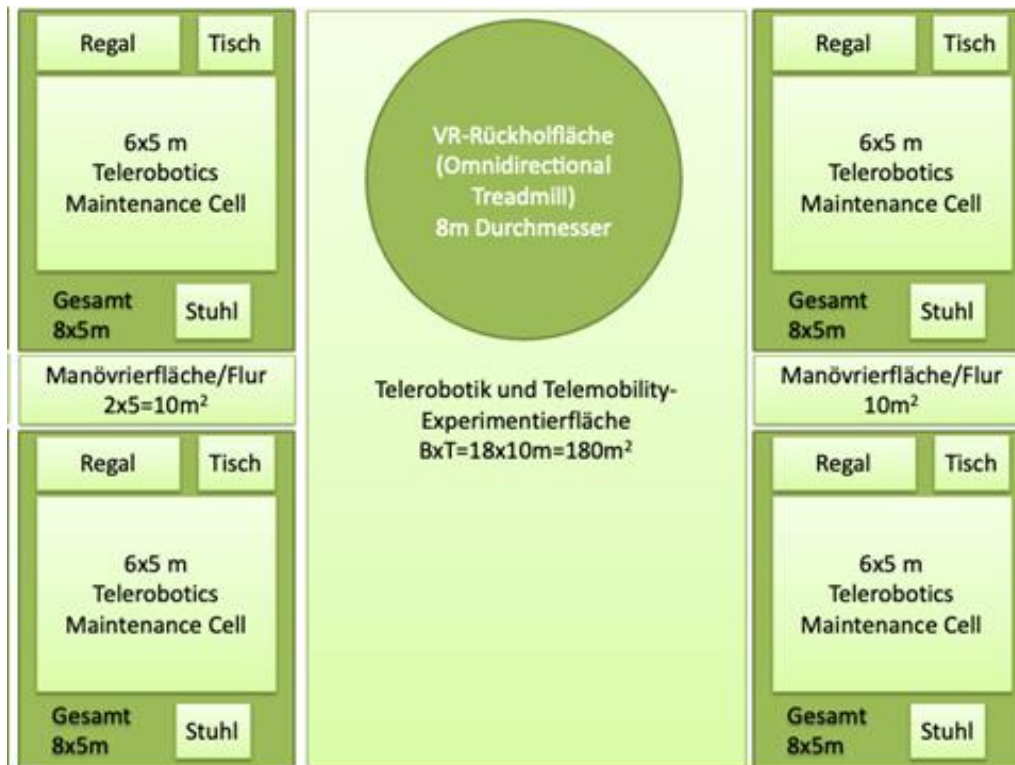 Regal
Tisch
6x5 m
Telerobotics
Maintenance Cell
Gesamt
8x5m
Stuhl
Manövrierfläche/Flur
2x5=10m²
Regal
Tisch
6x5 m
Telerobotics
Maintenance Cell
Gesamt
8x5m
Stuhl
VR-Rückholfläche
(Omnidirectional
Treadmill)
8m Durchmesser
Telerobotik und Telemobility-
Experimentierfläche
BxT=18x10m=180m²
Regal
Tisch
6x5 m
Telerobotics
Maintenance Cell
Gesamt
8x5m
Stuhl
Manövrierfläche/Flur
10m²
Regal
Tisch
6x5 m
Telerobotics
Maintenance Cell
Gesamt
8x5m
Stuhl